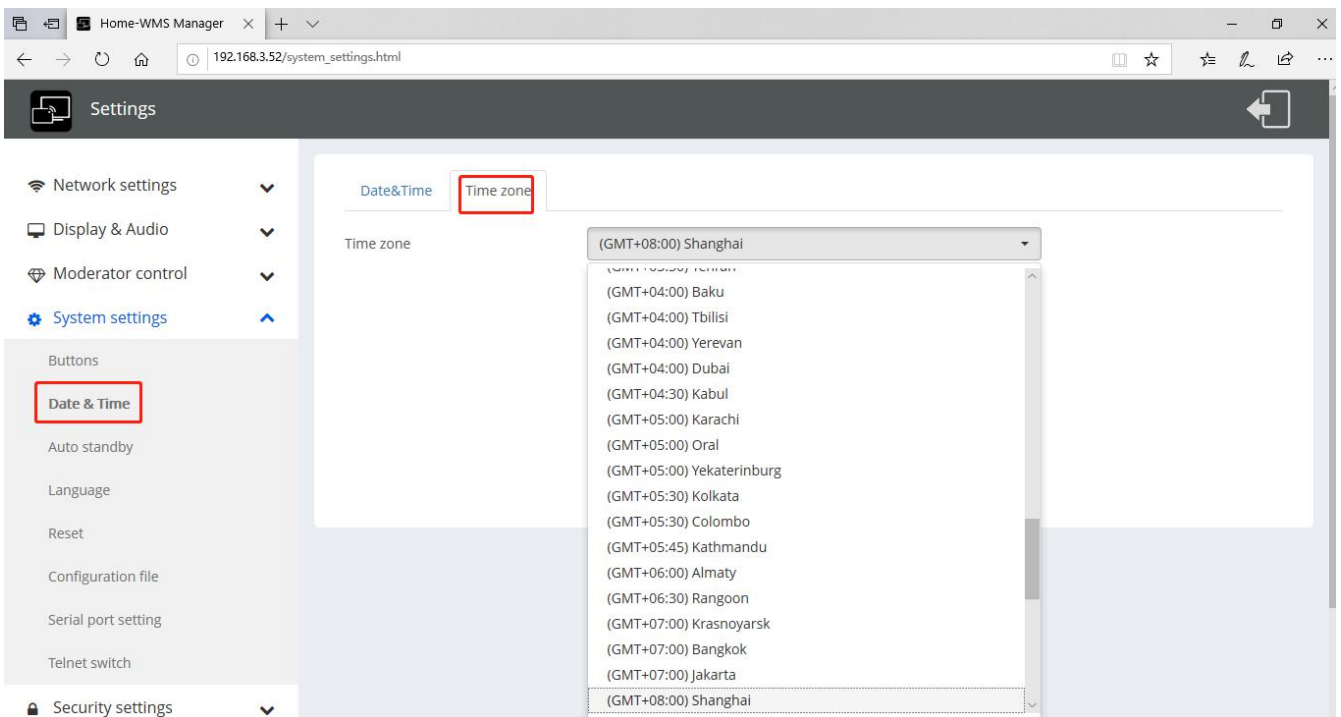 Home-WMS Manager
192.168.3.52/system_settings.html
Settings
Network settings
Display & Audio
Moderator control
System settings
Buttons
Date & Time
Auto standby
Language
Reset
Configuration file
Serial port setting
Telnet switch
Security settings
Date&Time
Time zone
Time zone
(GMT+08:00) Shanghai
(GMT+04:00) Baku
(GMT+04:00) Tbilisi
(GMT+04:00) Yerevan
(GMT+04:00) Dubai
(GMT+04:30) Kabul
(GMT+05:00) Karachi
(GMT+05:00) Oral
(GMT+05:00) Yekaterinburg
(GMT+05:30) Kolkata
(GMT+05:30) Colombo
(GMT+05:45) Kathmandu
(GMT+06:00) Almaty
(GMT+06:30) Rangoon
(GMT+07:00) Krasnoyarsk
(GMT+07:00) Bangkok
(GMT+07:00) Jakarta
(GMT+08:00) Shanghai